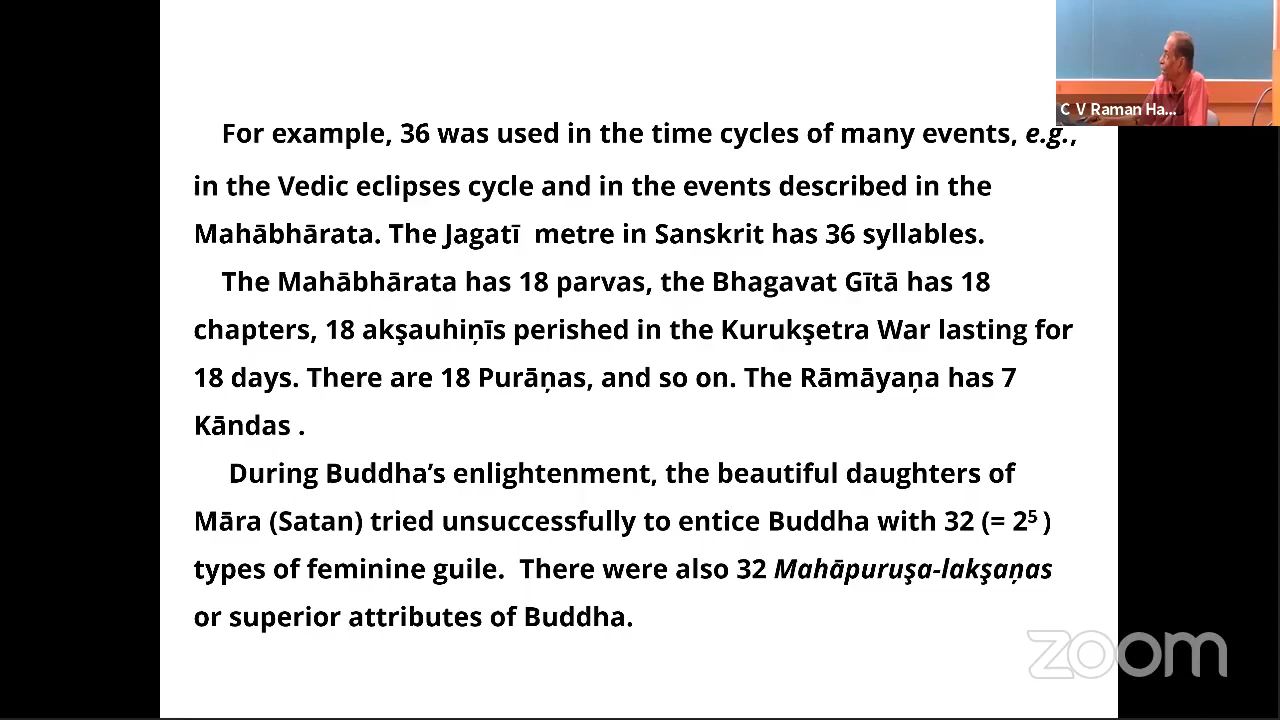 For example, 36 was used in the time cycles of many events, e.g.,
in the Vedic eclipses cycle and in the events described in the
Mahābhārata. The Jagatī metre in Sanskrit has 36 syllables.
The Mahābhārata has 18 parvas, the Bhagavat Gītā has 18
chapters, 18 akşauhiṇīs perished in the Kurukşetra War lasting for
18 days. There are 18 Purāṇas, and so on. The Rāmāyaṇa has 7
Kāndas .
During Buddha’s enlightenment, the beautiful daughters of
Māra (Satan) tried unsuccessfully to entice Buddha with 32 (= 2⁵ )
types of feminine guile. There were also 32 Mahāpuruşa-lakşaṇas
or superior attributes of Buddha.
C V Raman Ha...
zoom